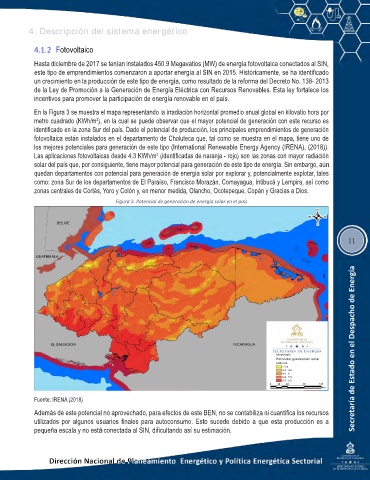 4. Descripción del sistema energético
4.1.2 Fotovoltaico
Hasta diciembre de 2017 se tenían instalados 450.9 Megavatios (MW) de energía fotovoltaica conectados al SIN,
este tipo de emprendimientos comenzaron a aportar energía al SIN en 2015. Históricamente, se ha identificado
un crecimiento en la producción de este tipo de energía, como resultado de la reforma del Decreto No. 138- 2013
de la Ley de Promoción a la Generación de Energía Eléctrica con Recursos Renovables. Esta ley fortalece los
incentivos para promover la participación de energía renovable en el país.
En la Figura 3 se muestra el mapa representando la irradiación horizontal promedio anual global en kilovatio hora por
metro cuadrado (KWh/m²), en la cual se puede observar que el mayor potencial de generación con este recurso es
identificado en la zona Sur del país. Dado el potencial de producción, los principales emprendimientos de generación
fotovoltaica están instalados en el departamento de Choluteca que, tal como se muestra en el mapa, tiene uno de
los mejores potenciales para generación de este tipo (International Renewable Energy Agency (IRENA), (2018)).
Las aplicaciones fotovoltaicas desde 4.3 KWh/m² (identificadas de naranja - rojo) son las zonas con mayor radiación
solar del país que, por consiguiente, tiene mayor potencial para generación de este tipo de energía. Sin embargo, aún
quedan departamentos con potencial para generación de energía solar por explorar y, potencialmente explotar, tales
como: zona Sur de los departamentos de El Paraíso, Francisco Morazán, Comayagua, Intibucá y Lempira, así como
zonas centrales de Cortés, Yoro y Colón y, en menor medida, Olancho, Ocotepeque, Copán y Gracias a Dios.
Figura 3. Potencial de generación de energía solar en el país
BELICE
GUATEMALA
EL SALVADOR
NICARAGUA
SECRETARÍA DE ENERGÍA
11
Secretaría de Estado en el Despacho de Energía
Fuente: IRENA (2018)
Además de este potencial no aprovechado, para efectos de este BEN, no se contabiliza ni cuantifica los recursos
utilizados por algunos usuarios finales para autoconsumo. Esto sucede debido a que esta producción es a
pequeña escala y no está conectada al SIN, dificultando así su estimación.
Dirección Nacional de Planeamiento Energético y Política Energética Sectorial